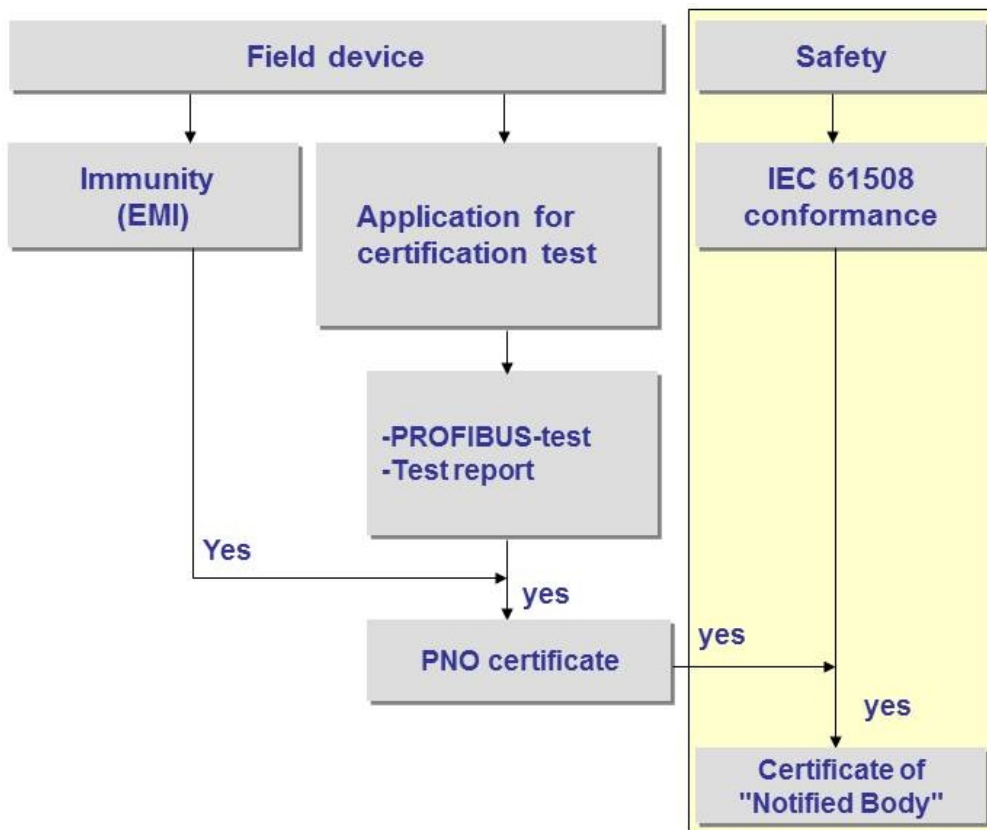 Field device
Safety
Immunity
(EMI)
Application for
certification test
IEC 61508
conformance
-PROFIBUS-test
-Test report
Yes
yes
PNO certificate
yes
yes
Certificate of
"Notified Body"